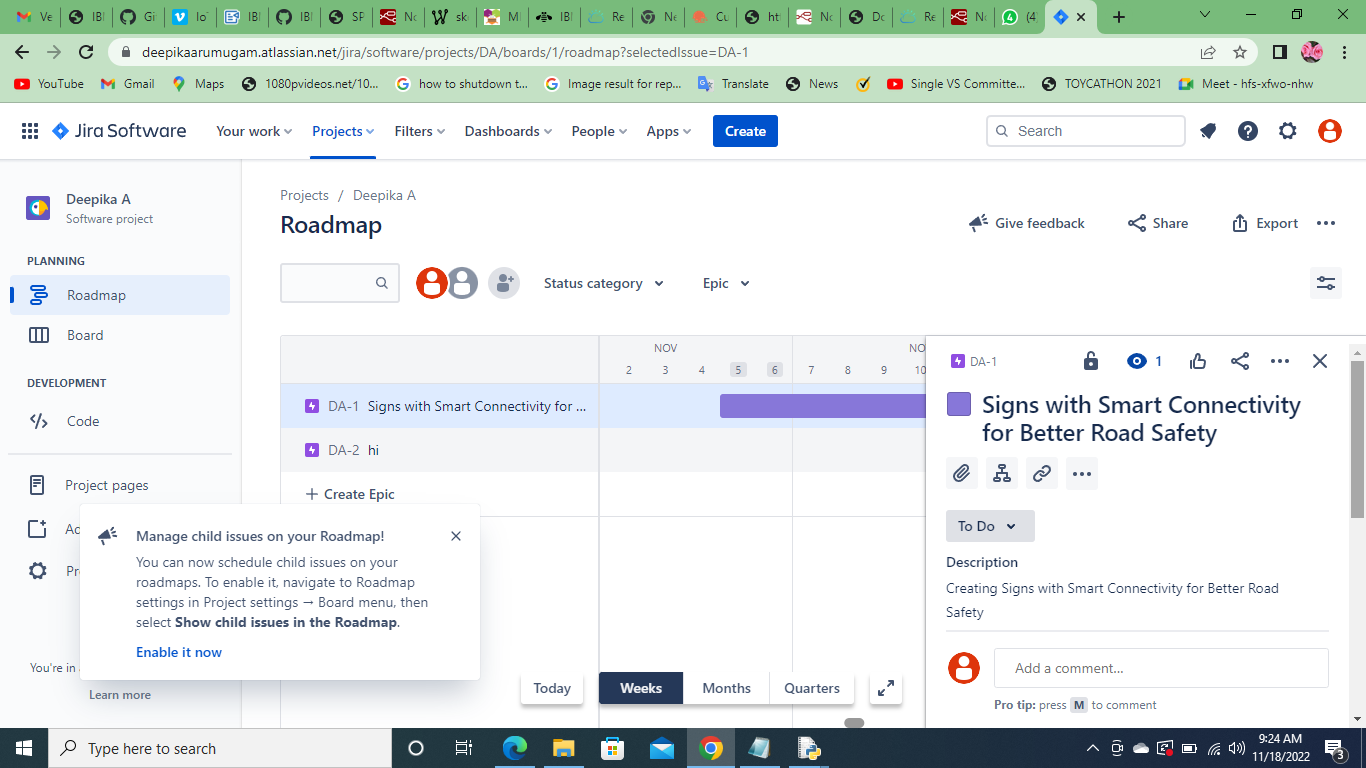 Ve
IBI
Gi
IoT
IBI
IBI
SP
No
sk
MI
IBI
Re
Ne
Cu
htt
No
Do
Re
No
(4)
deepikaarumugam.atlassian.net/jira/software/projects/DA/boards/1/roadmap?selectedIssue=DA-1
YouTube Gmail Maps 1080pvideos.net/10... how to shutdown t... Image result for rep... Translate News Single VS Committe... TOYCATHON 2021 Meet - hfs-xfwo-nhw
Jira Software Your work Projects Filters Dashboards People Apps Create Search
Deepika A
Software project
PLANNING
Roadmap
Board
DEVELOPMENT
Code
Project pages
Projects / Deepika A
Roadmap
Give feedback Share Export
Status category Epic
NOV
2 3 4 5 6 7 8 9 10
DA-1 Signs with Smart Connectivity for ...
DA-2 hi
+ Create Epic
Manage child issues on your Roadmap!
You can now schedule child issues on your
roadmaps. To enable it, navigate to Roadmap
settings in Project settings → Board menu, then
select Show child issues in the Roadmap.
Enable it now
You're in a
Learn more
Today Weeks Months Quarters
DA-1 1
Signs with Smart Connectivity
for Better Road Safety
To Do
Description
Creating Signs with Smart Connectivity for Better Road
Safety
Add a comment...
Pro tip: press M to comment
Type here to search
9:24 AM
11/18/2022
3